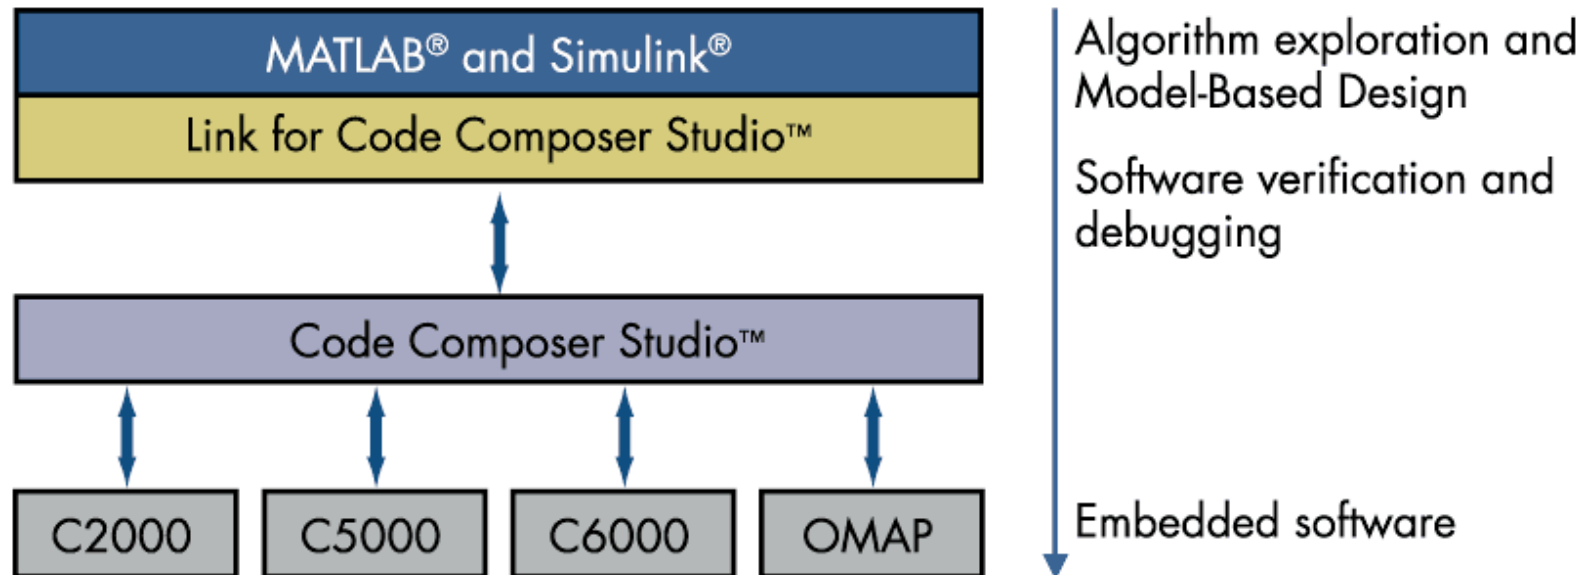 MATLAB® and Simulink®
Link for Code Composer Studio™
Code Composer Studio™
C2000
C5000
C6000
OMAP
Algorithm exploration and
Model-Based Design
Software verification and
debugging
Embedded software